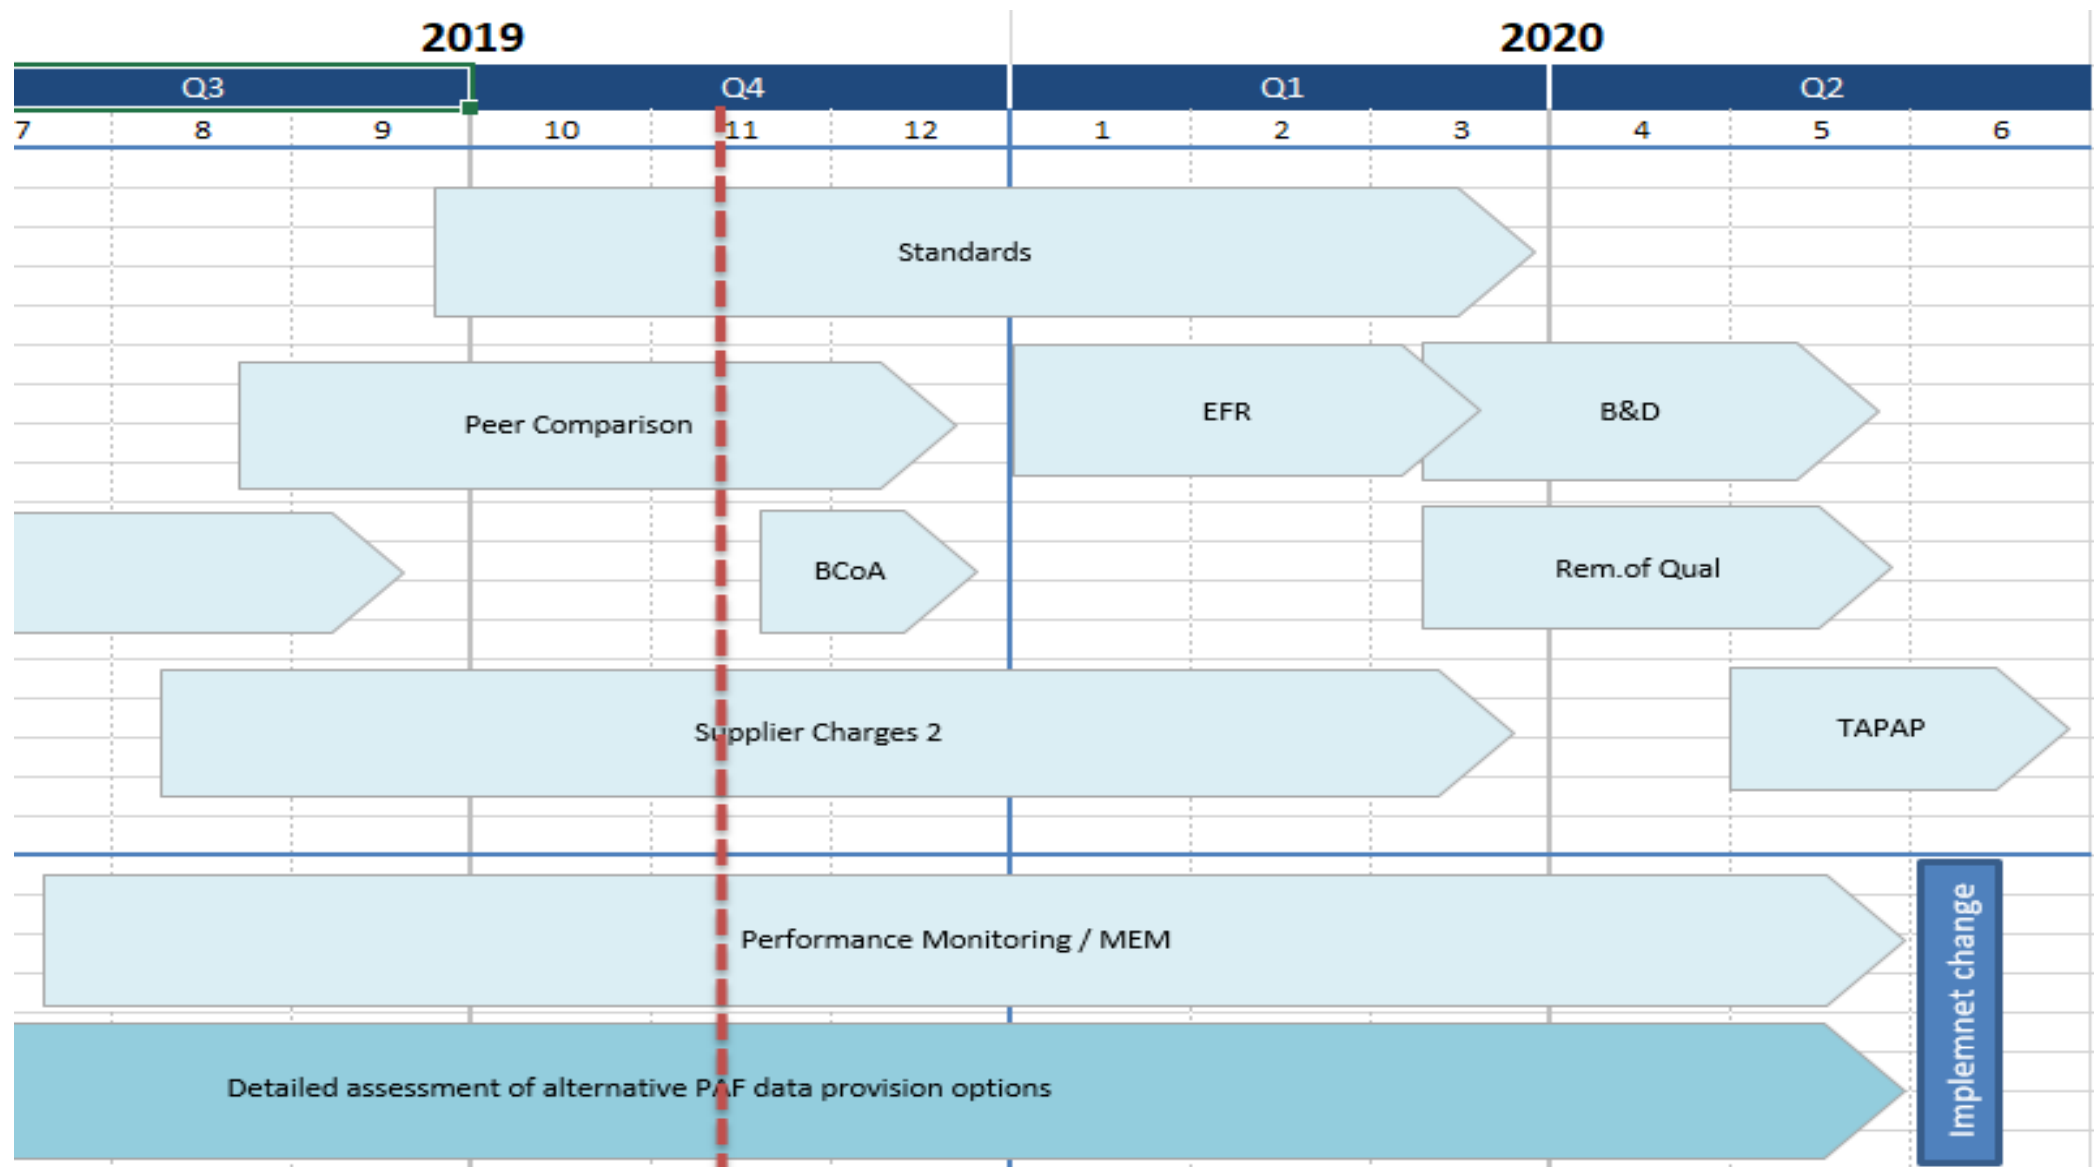 2019 2020
Q3 Q4 Q1 Q2
7 8 9 10 11 12 1 2 3 4 5 6
Standards
Peer Comparison EFR B&D
BCoA Rem.of Qual
Supplier Charges 2 TAPAP
Performance Monitoring / MEM
Detailed assessment of alternative PAF data provision options
Implemnet change